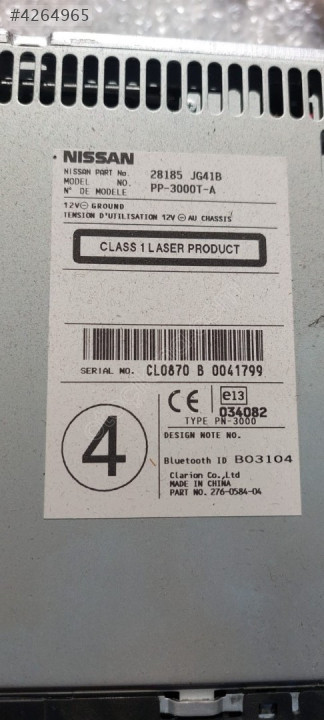 #4264965
NISSAN
NISSAN PART No. 28185 JG41B
MODEL NO.
N° DE MODELE PP-3000T-A
12V⊖ GROUND
TENSION D'UTILISATION 12V ⊖ AU CHASSIS
CLASS 1 LASER PRODUCT
SERIAL NO. CL0870 B 0041799
4
CE e13
034082
TYPE PN-3000
DESIGN NOTE NO.
Bluetooth ID B03104
Clarion Co.,Ltd
MADE IN CHINA
PART NO. 276-0584-04